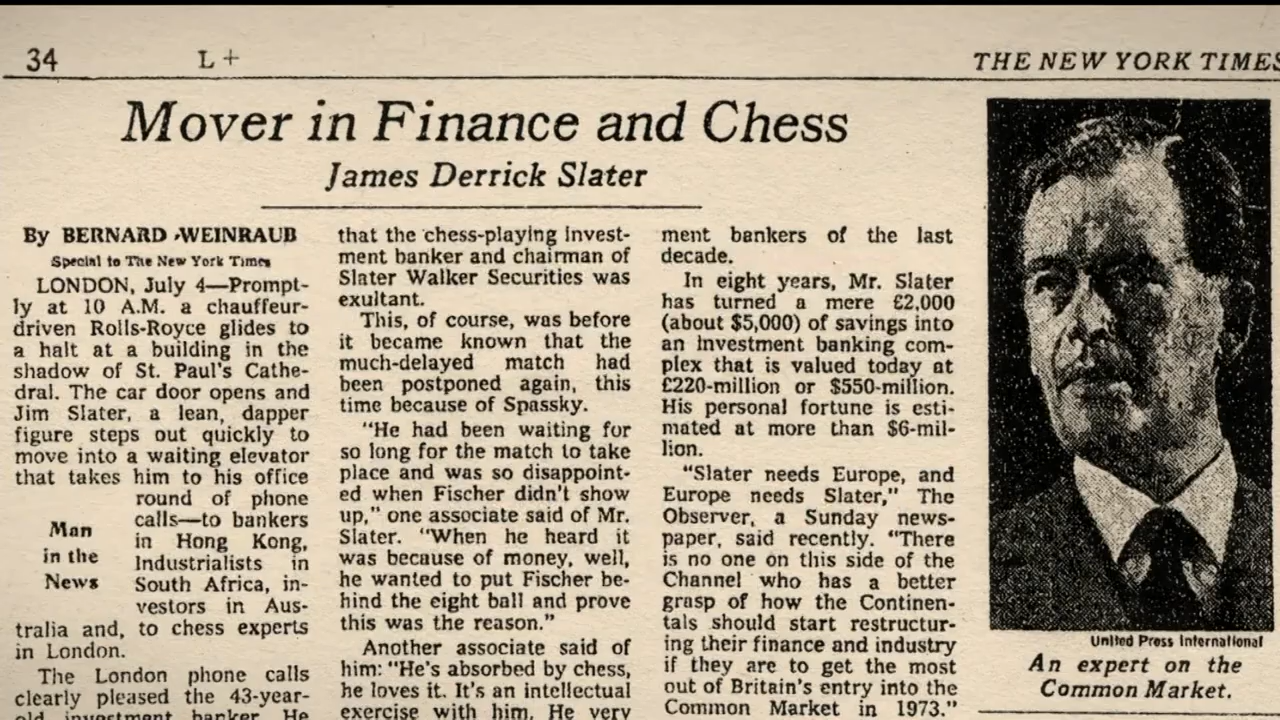 34
L+
THE NEW YORK TIMES
Mover in Finance and Chess
James Derrick Slater
By BERNARD WEINRAUB
Special to The New York Times
LONDON, July 4—Prompt-
ly at 10 A.M. a chauffeur-
driven Rolls-Royce glides to
a halt at a building in the
shadow of St. Paul's Cathe-
dral. The car door opens and
Jim Slater, a lean, dapper
figure steps out quickly to
move into a waiting elevator
that takes him to his office
round of phone
calls—to bankers
in Hong Kong,
industrialists in
South Africa, in-
vestors in Aus-
Man
in the
News
tralia and, to chess experts
in London.
The London phone calls
clearly pleased the 43-year-
old investment banker. He
that the chess-playing invest-
ment banker and chairman of
Slater Walker Securities was
exultant.
This, of course, was before
it became known that the
much-delayed match had
been postponed again, this
time because of Spassky.
"He had been waiting for
so long for the match to take
place and was so disappoint-
ed when Fischer didn't show
up," one associate said of Mr.
Slater. "When he heard it
was because of money, well,
he wanted to put Fischer be-
hind the eight ball and prove
this was the reason."
Another associate said of
him: "He's absorbed by chess,
he loves it. It's an intellectual
exercise with him. He very
ment bankers of the last
decade.
In eight years, Mr. Slater
has turned a mere £2,000
(about $5,000) of savings into
an investment banking com-
plex that is valued today at
£220-million or $550-million.
His personal fortune is esti-
mated at more than $6-mil-
lion.
"Slater needs Europe, and
Europe needs Slater," The
Observer, a Sunday news-
paper, said recently. "There
is no one on this side of the
Channel who has a better
grasp of how the Continen-
tals should start restructur-
ing their finance and industry
if they are to get the most
out of Britain's entry into the
Common Market in 1973."
United Press International
An expert on the
Common Market.